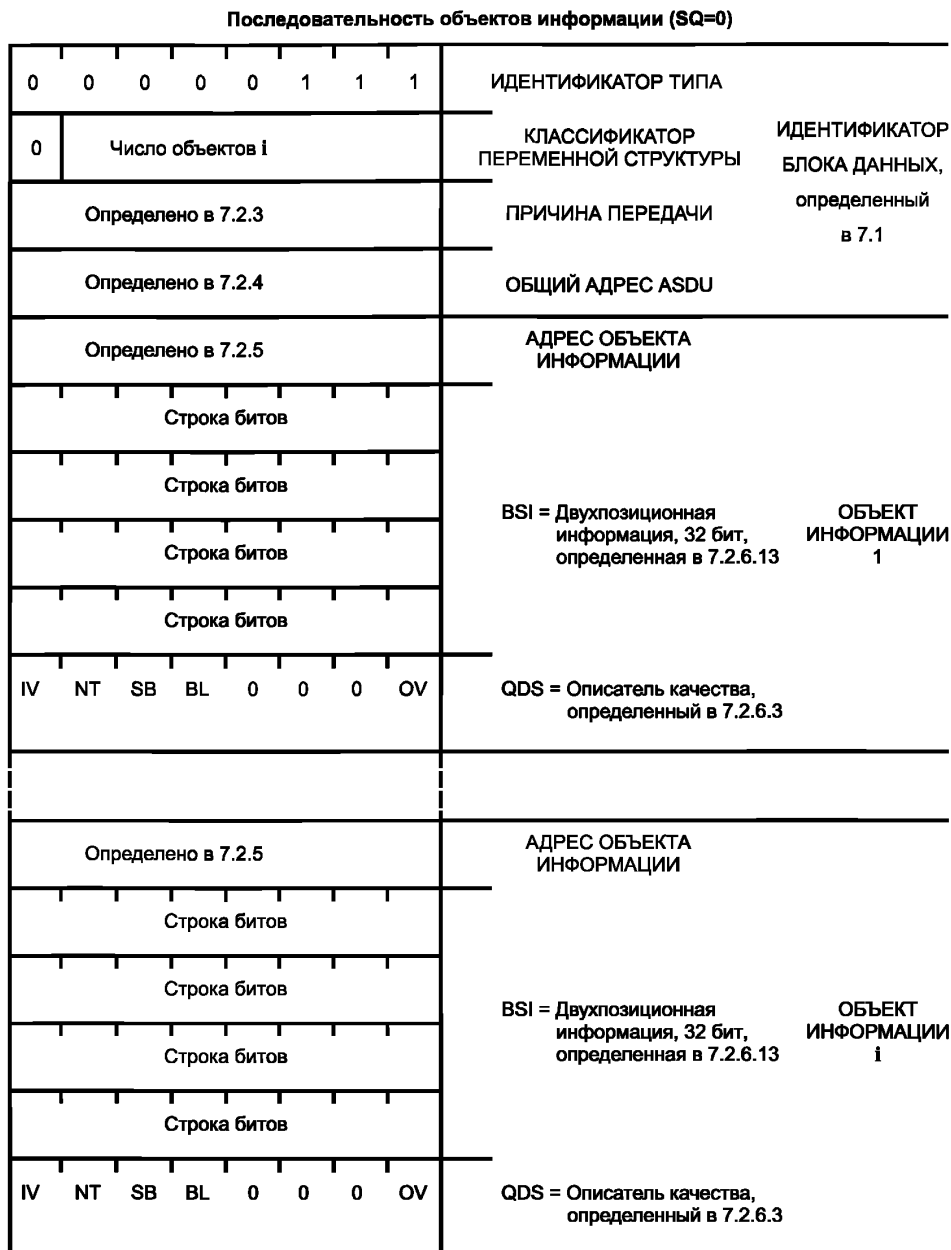 Последовательность объектов информации (SQ=0)
0 0 0 0 0 1 1 1
ИДЕНТИФИКАТОР ТИПА
0
Число объектов i
КЛАССИФИКАТОР
ПЕРЕМЕННОЙ СТРУКТУРЫ
ИДЕНТИФИКАТОР
БЛОКА ДАННЫХ,
определенный
в 7.1
Определено в 7.2.3
ПРИЧИНА ПЕРЕДАЧИ
Определено в 7.2.4
ОБЩИЙ АДРЕС ASDU
Определено в 7.2.5
АДРЕС ОБЪЕКТА
ИНФОРМАЦИИ
Строка битов
Строка битов
Строка битов
Строка битов
BSI = Двухпозиционная
информация, 32 бит,
определенная в 7.2.6.13
ОБЪЕКТ
ИНФОРМАЦИИ
1
IV NT SB BL 0 0 0 OV
QDS = Описатель качества,
определенный в 7.2.6.3
Определено в 7.2.5
АДРЕС ОБЪЕКТА
ИНФОРМАЦИИ
Строка битов
Строка битов
Строка битов
Строка битов
BSI = Двухпозиционная
информация, 32 бит,
определенная в 7.2.6.13
ОБЪЕКТ
ИНФОРМАЦИИ
i
IV NT SB BL 0 0 0 OV
QDS = Описатель качества,
определенный в 7.2.6.3